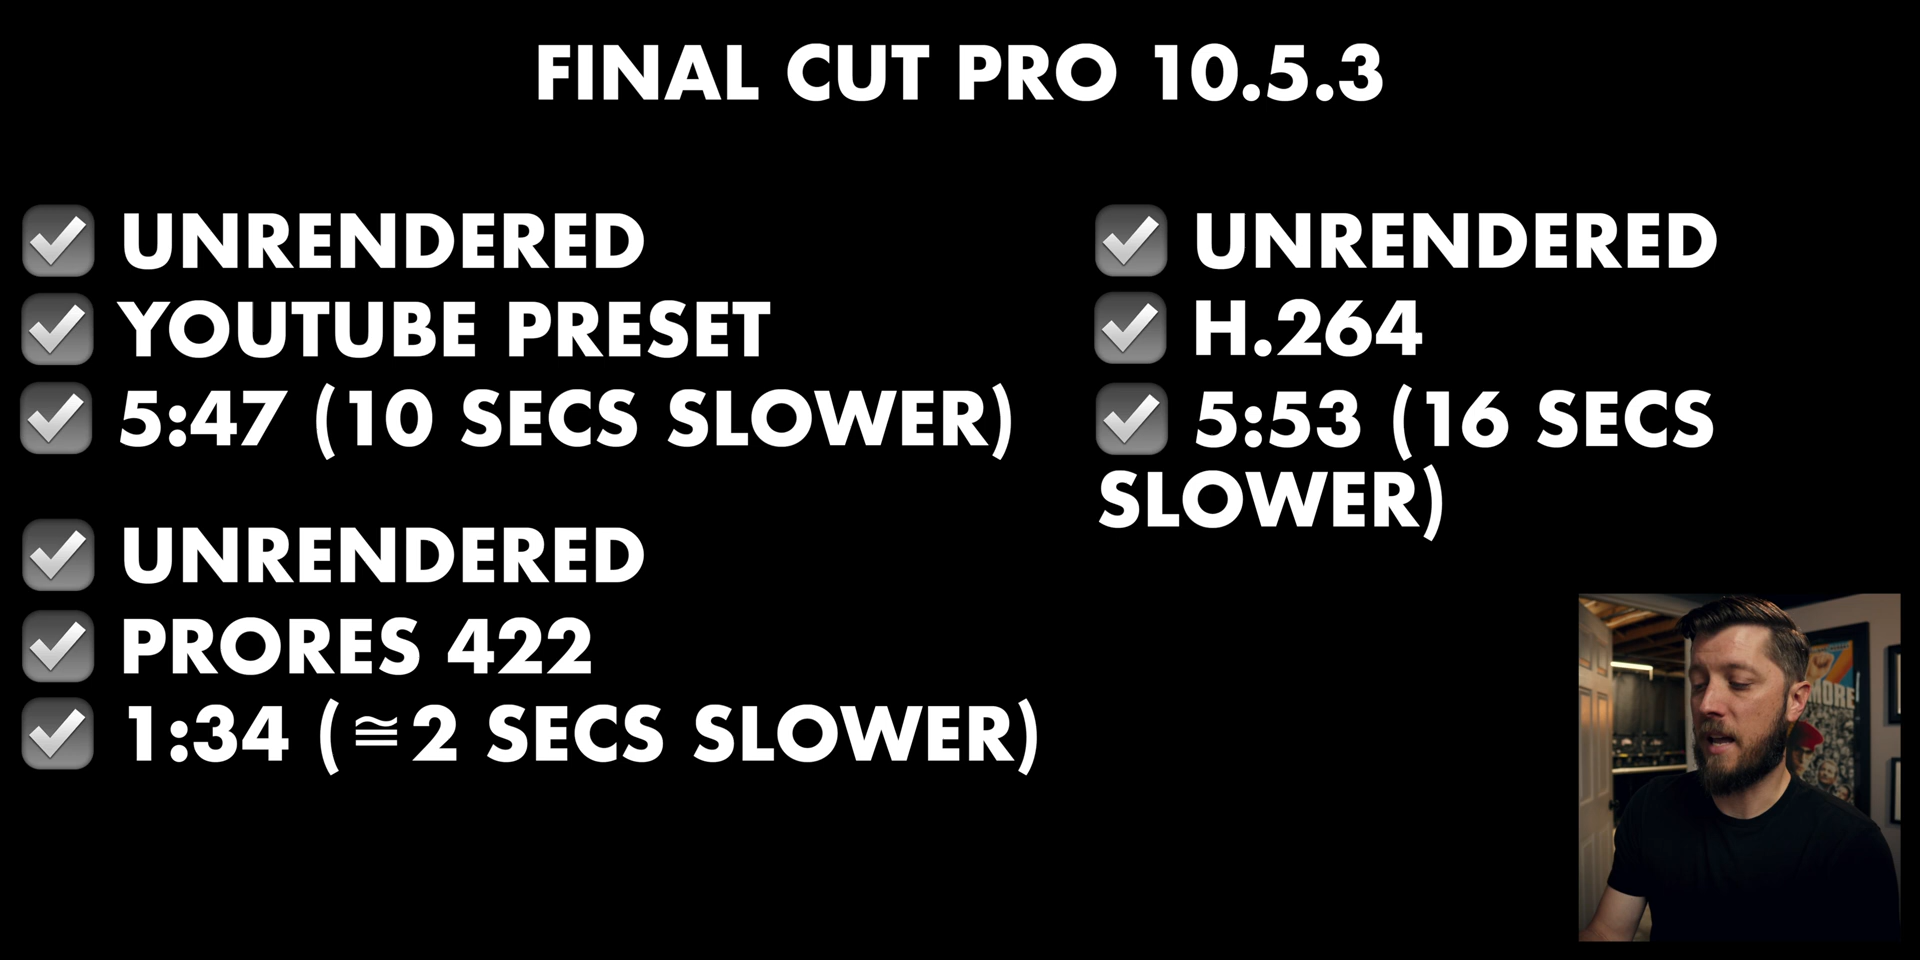 FINAL CUT PRO 10.5.3
UNRENDERED
YOUTUBE PRESET
5:47 (10 SECS SLOWER)
UNRENDERED
PRORES 422
1:34 (≅2 SECS SLOWER)
UNRENDERED
H.264
5:53 (16 SECS
SLOWER)
MORE